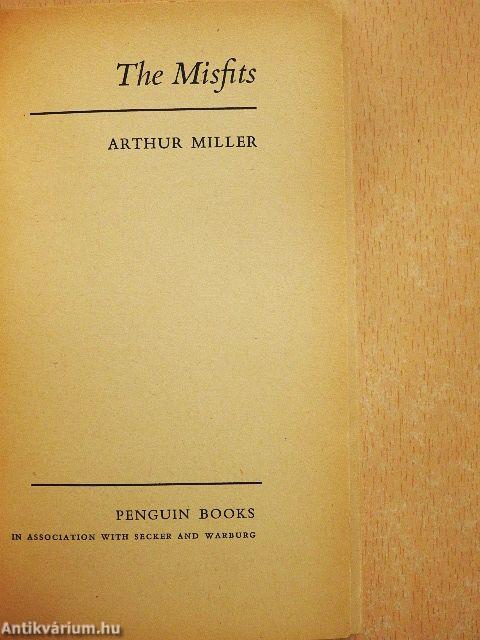 The Misfits
ARTHUR MILLER
PENGUIN BOOKS
IN ASSOCIATION WITH SECKER AND WARBURG
Antikvárium.hu